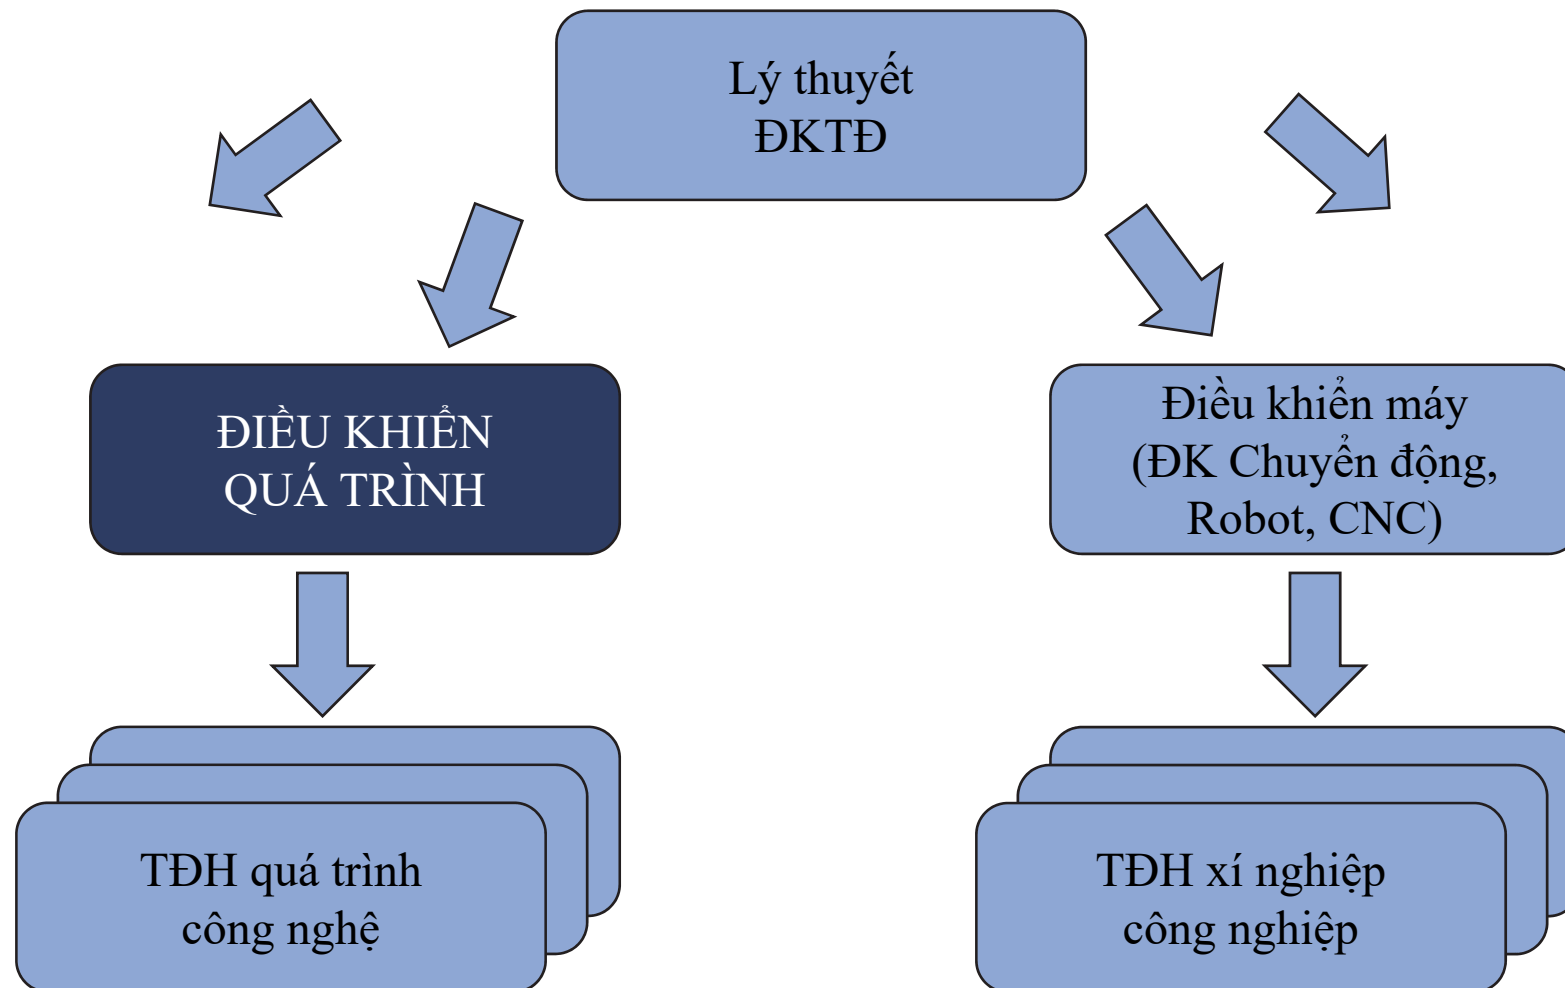 Lý thuyết
ĐKTĐ
ĐIỀU KHIỂN
QUÁ TRÌNH
Điều khiển máy
(ĐK Chuyển động,
Robot, CNC)
TĐH quá trình
công nghệ
TĐH xí nghiệp
công nghiệp